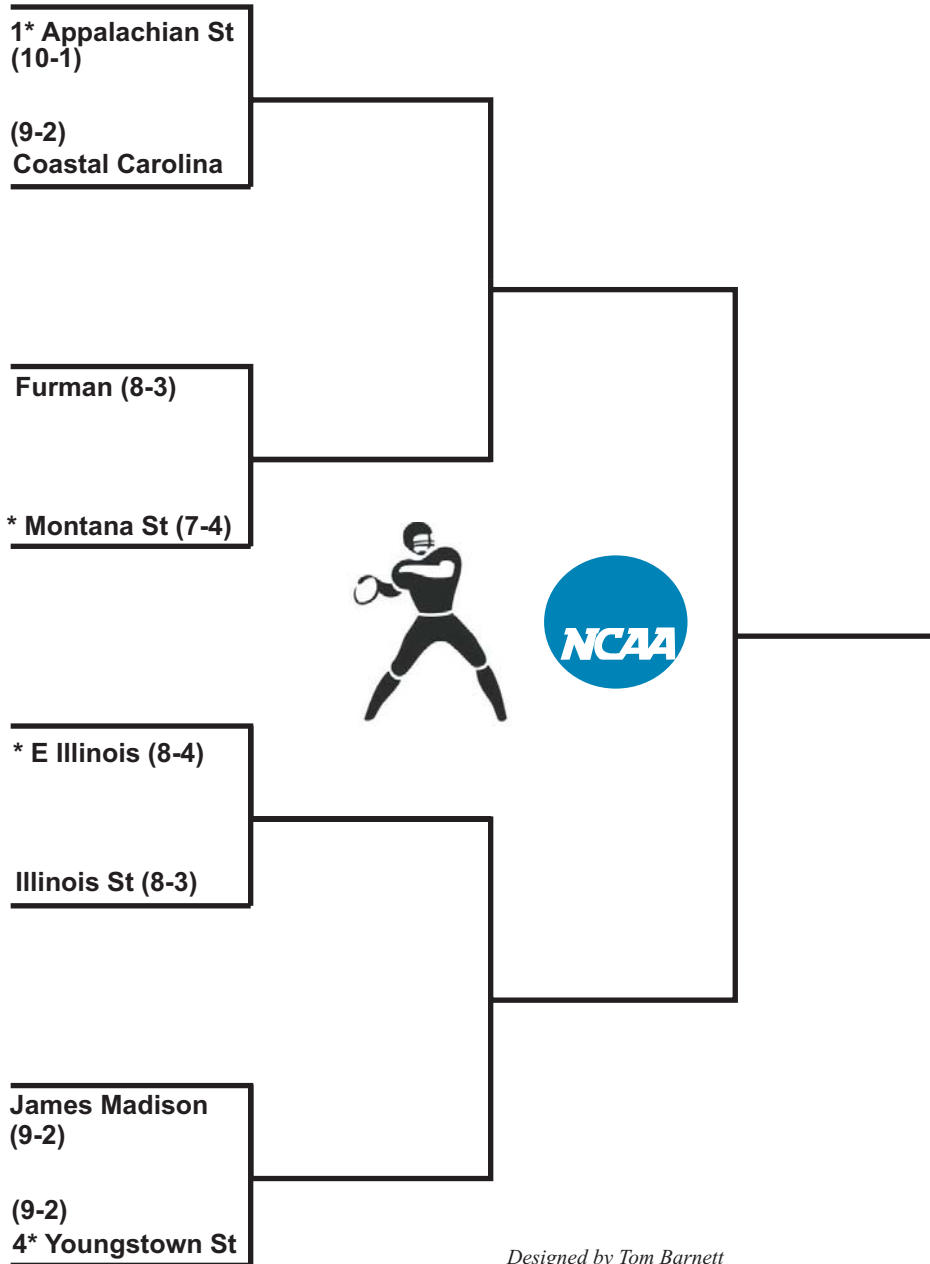 1* Appalachian St
(10-1)
(9-2)
Coastal Carolina
Furman (8-3)
* Montana St (7-4)
NCAA
* E Illinois (8-4)
Illinois St (8-3)
James Madison
(9-2)
(9-2)
4* Youngstown St
Designed by Tom Barnett